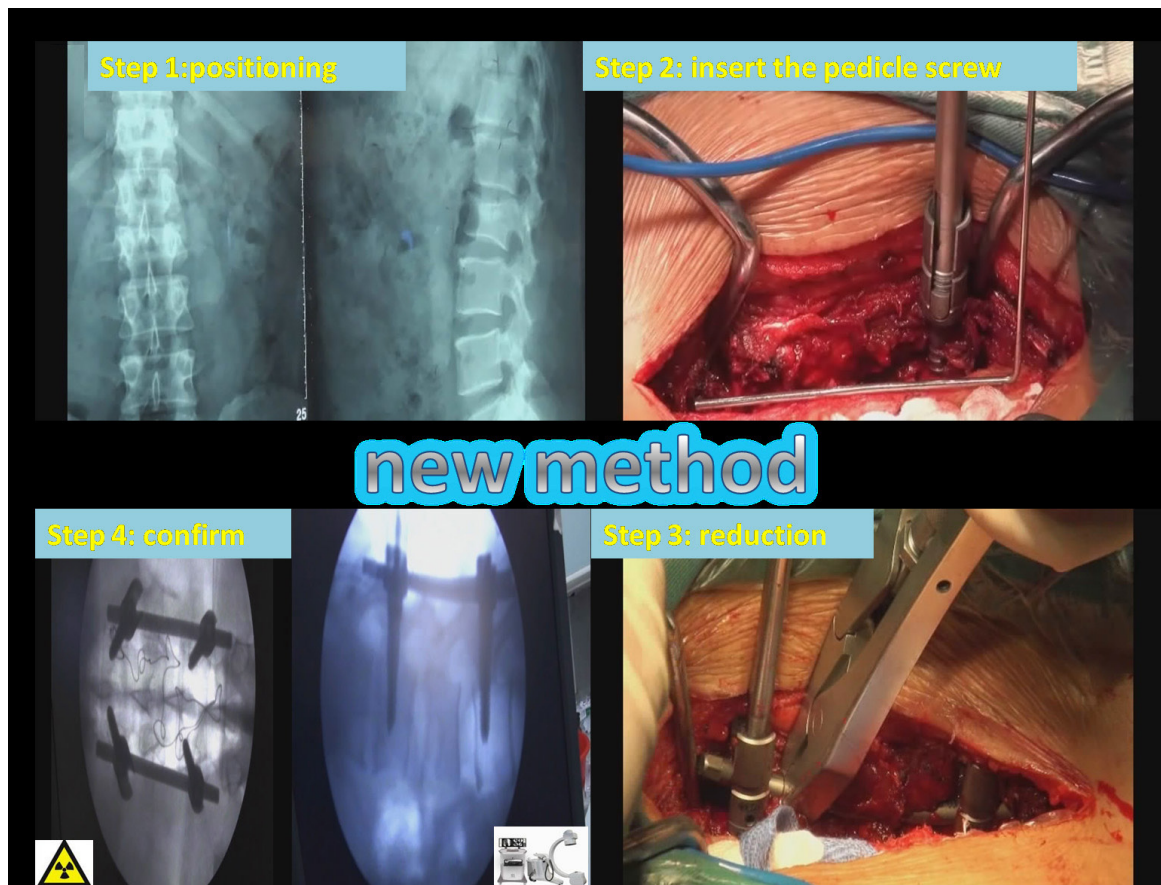 Step 1:positioning
Step 2: insert the pedicle screw
25
new method
Step 4: confirm
Step 3: reduction